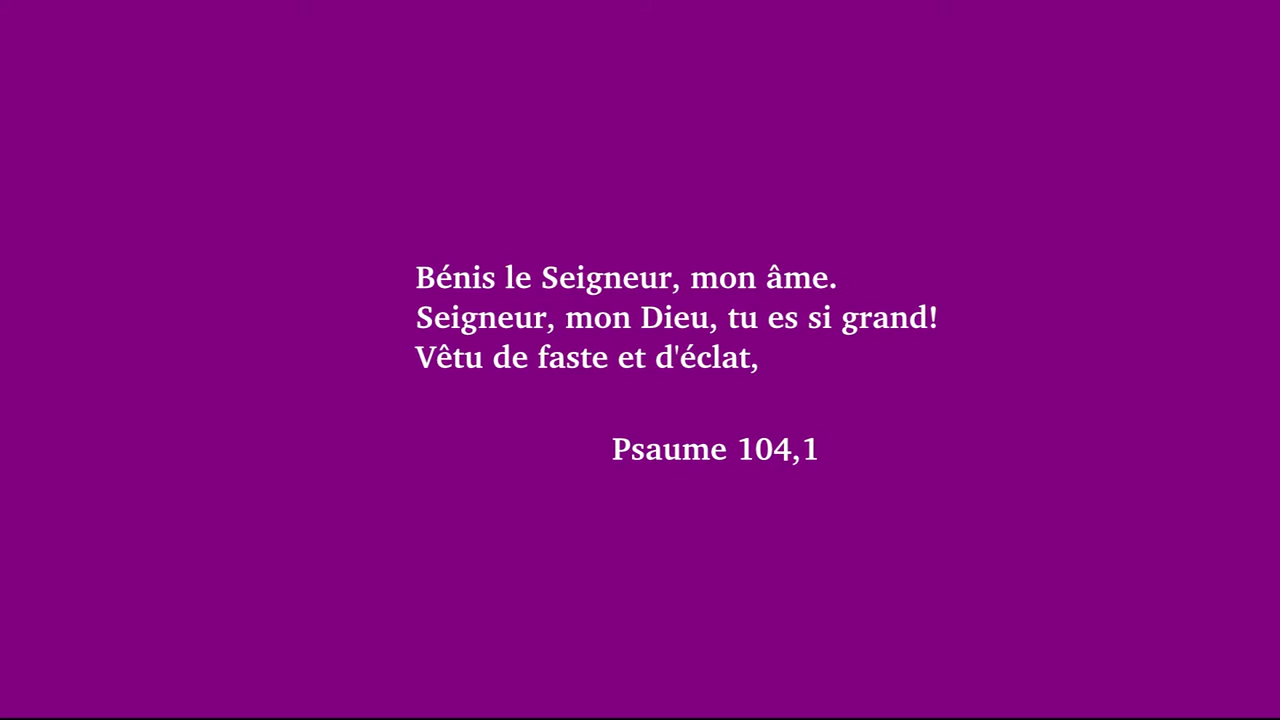 Bénis le Seigneur, mon âme.
Seigneur, mon Dieu, tu es si grand!
Vêtu de faste et d'éclat,
Psaume 104,1